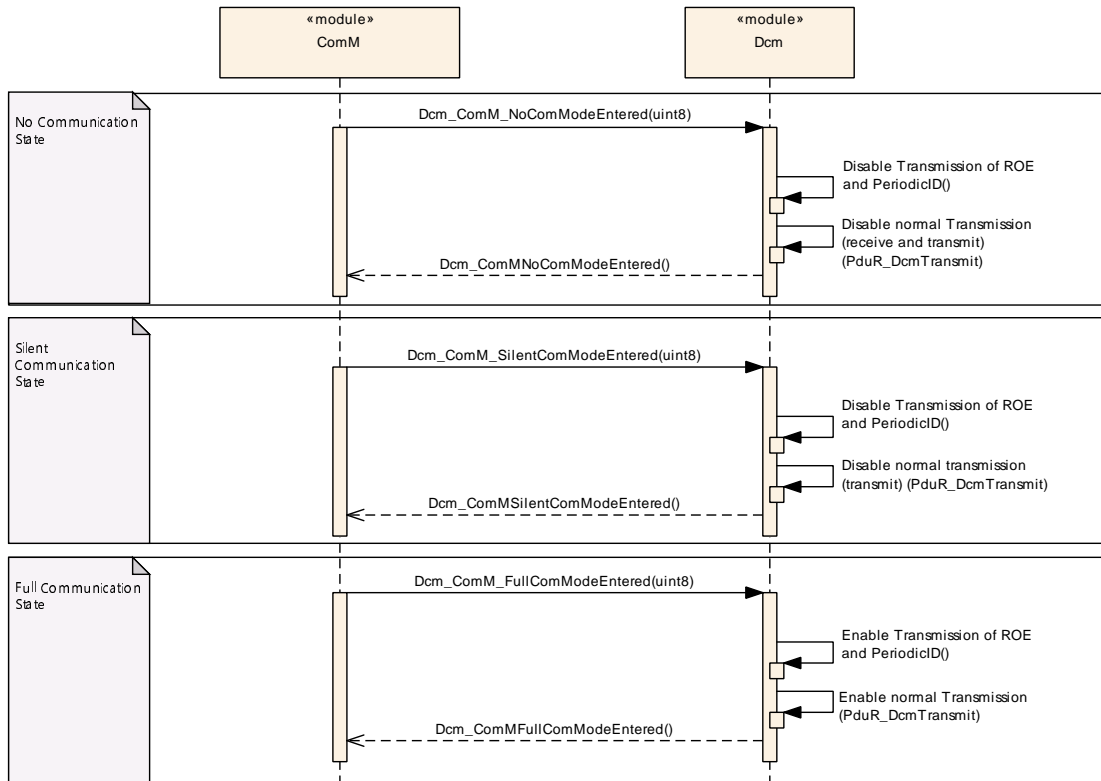 «module»
ComM
«module»
Dcm
No Communication
State
Dcm_ComM_NoComModeEntered(uint8)
Disable Transmission of ROE
and PeriodicID()
Disable normal Transmission
(receive and transmit)
(PduR_DcmTransmit)
Dcm_ComMNoComModeEntered()
Silent
Communication
State
Dcm_ComM_SilentComModeEntered(uint8)
Disable Transmission of ROE
and PeriodicID()
Disable normal transmission
(transmit) (PduR_DcmTransmit)
Dcm_ComMSilentComModeEntered()
Full Communication
State
Dcm_ComM_FullComModeEntered(uint8)
Enable Transmission of ROE
and PeriodicID()
Enable normal Transmission
(PduR_DcmTransmit)
Dcm_ComMFullComModeEntered()